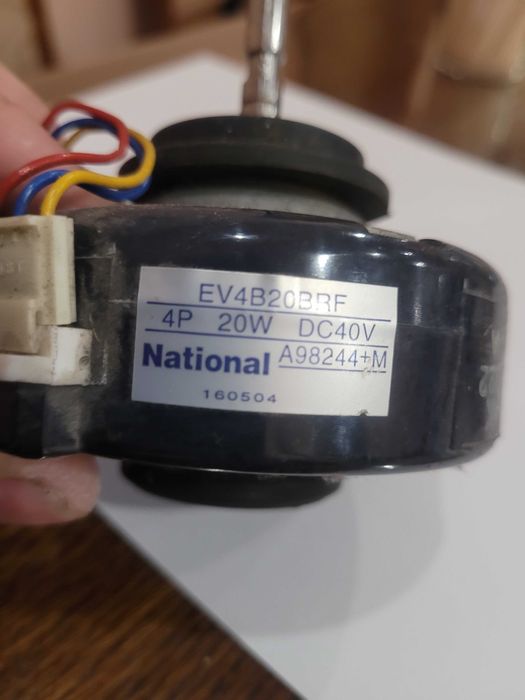 EV4B20BRF
4P 20W DC40V
National A98244+M
160504